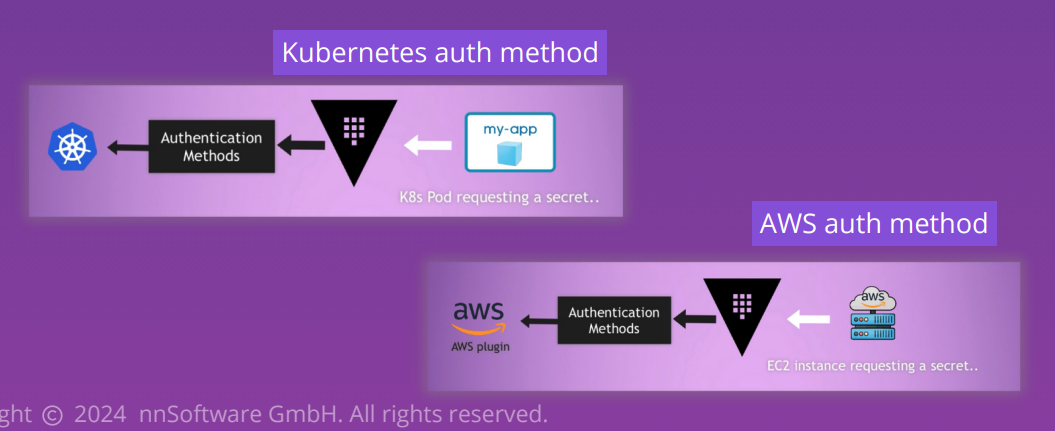 Kubernetes auth method
Authentication
Methods
my-app
K8s Pod requesting a secret..
AWS auth method
aws
AWS plugin
Authentication
Methods
aws
EC2 instance requesting a secret..
ght © 2024 nnSoftware GmbH. All rights reserved.